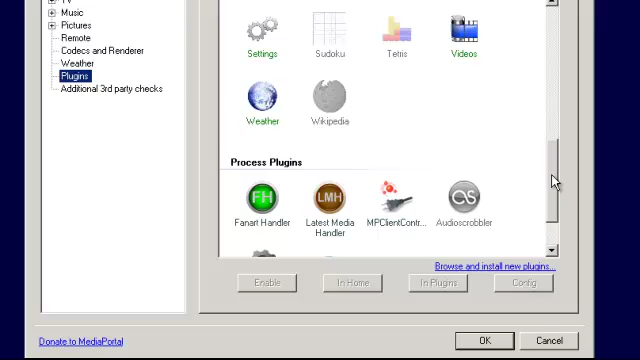 TV
Music
Pictures
Remote
Codecs and Renderer
Weather
Plugins
Additional 3rd party checks
Settings
Sudoku
Tetris
Videos
Weather
Wikipedia
Process Plugins
FH
LMH
Fanart Handler
Latest Media
Handler
MPClientContr...
Audioscrobbler
Browse and install new plugins...
Enable
In Home
In Plugins
Config
Donate to MediaPortal
OK
Cancel